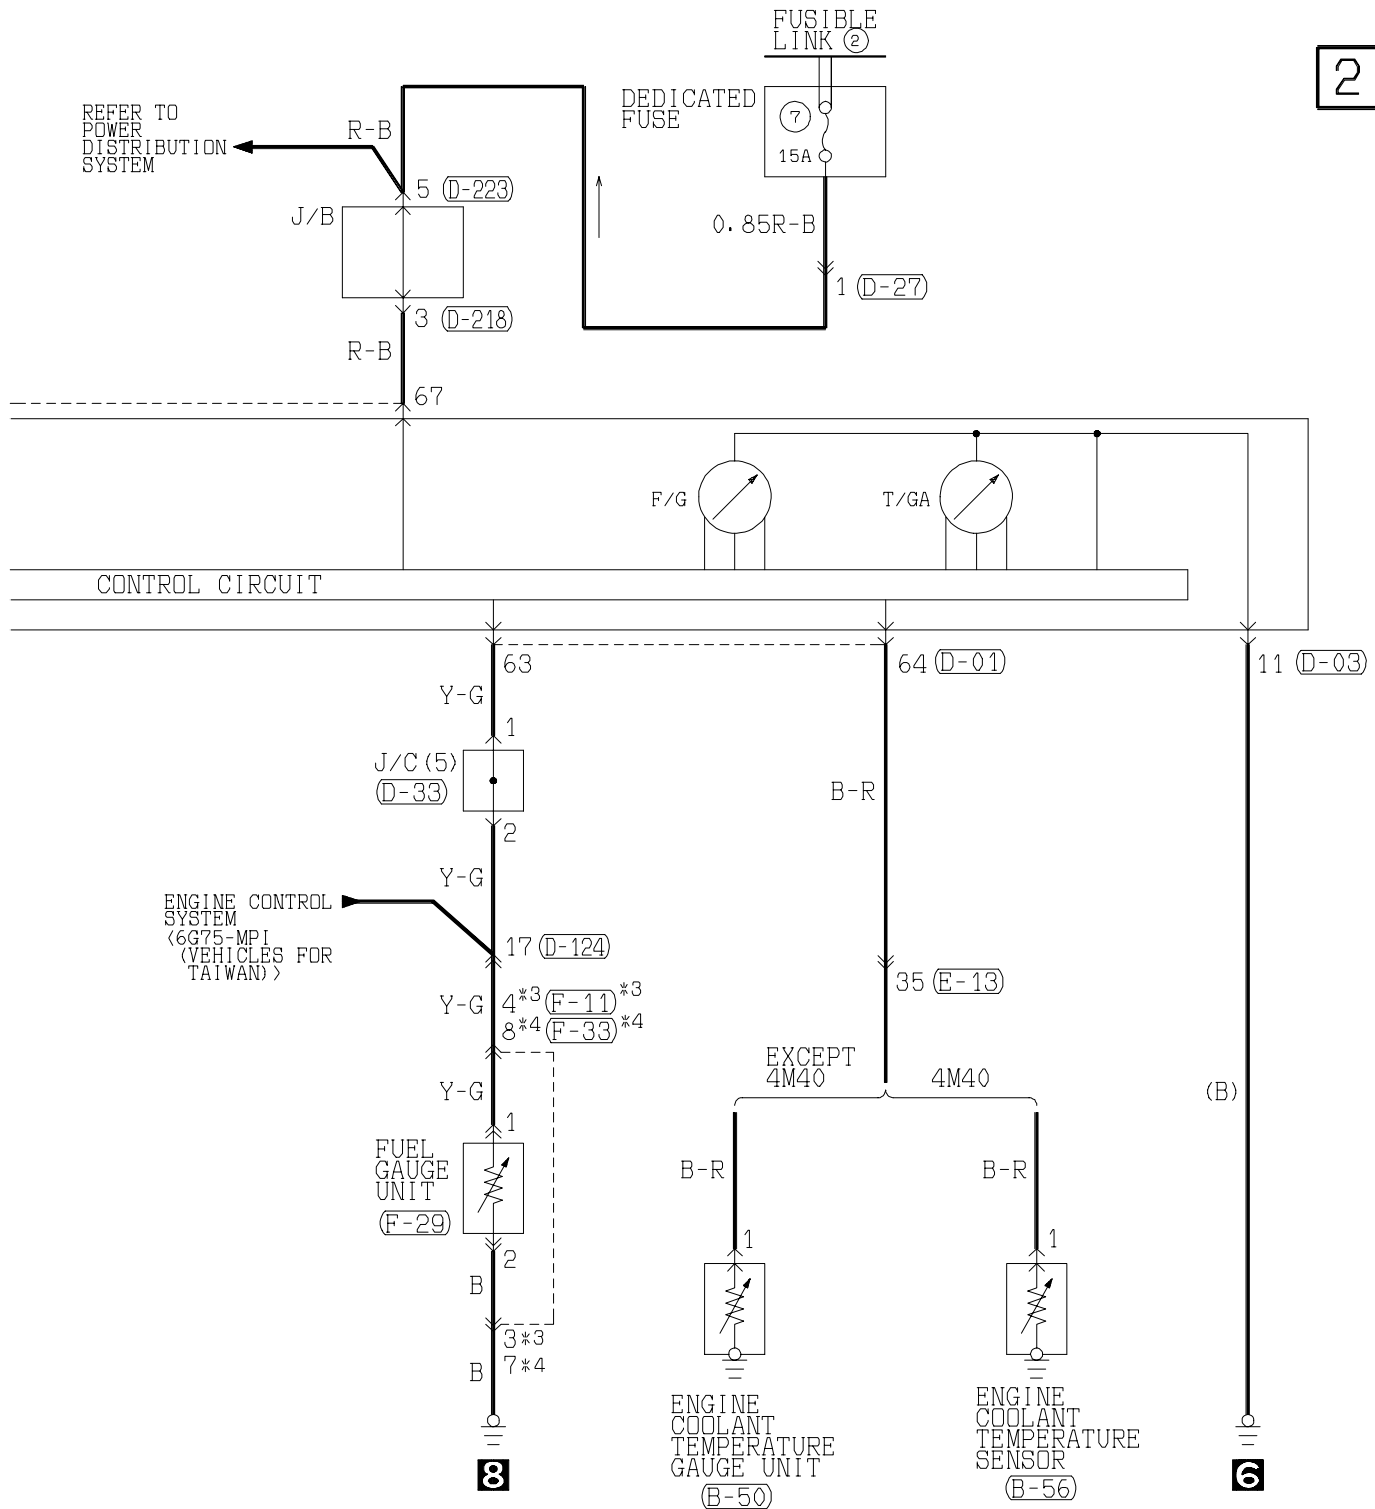 FUSIBLE
LINK ②
2
DEDICATED
FUSE
7
15A
REFER TO
POWER
DISTRIBUTION
SYSTEM
R-B
5 (D-223)
J/B
0.85R-B
1 (D-27)
3 (D-218)
R-B
67
F/G
T/GA
CONTROL CIRCUIT
63
64 (D-01)
11 (D-03)
Y-G
1
J/C(5)
(D-33)
B-R
2
Y-G
ENGINE CONTROL
SYSTEM
<6G75-MPI
(VEHICLES FOR
TAIWAN)>
17 (D-124)
35 (E-13)
Y-G
4*3 (F-11)*3
8*4 (F-33)*4
EXCEPT
4M40
4M40
Y-G
(B)
1
FUEL
GAUGE
UNIT
(F-29)
B-R
B-R
2
1
1
B
3*3
7*4
B
ENGINE
COOLANT
TEMPERATURE
GAUGE UNIT
(B-50)
ENGINE
COOLANT
TEMPERATURE
SENSOR
(B-56)
8
6